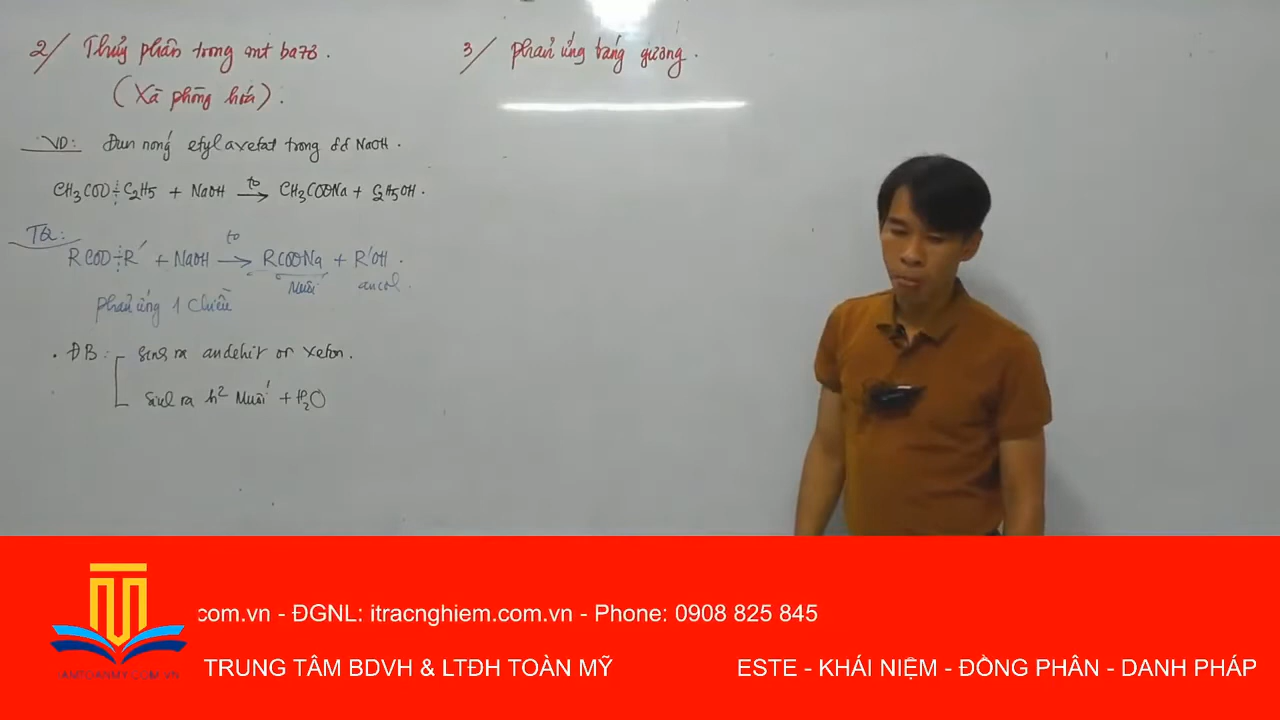 2/ Thủy phân trong mt bazơ.
(Xà phòng hóa).
VD: Đun nóng etyl axetat trong dd NaOH.
CH3COO C2H5 + NaOH →to CH3COONa + C2H5OH.
TQ:
RCOO R' + NaOH →to RCOONa + R'OH.
Muối ancol
phản ứng 1 chiều
• ĐB: sinh ra anđehit or xeton.
sinh ra h2 Muối + H2O
3/ phản ứng tráng gương.
.com.vn - ĐGNL: itracnghiem.com.vn - Phone: 0908 825 845
TRUNG TÂM BDVH & LTĐH TOÀN MỸ
ESTE - KHÁI NIỆM - ĐỒNG PHÂN - DANH PHÁP